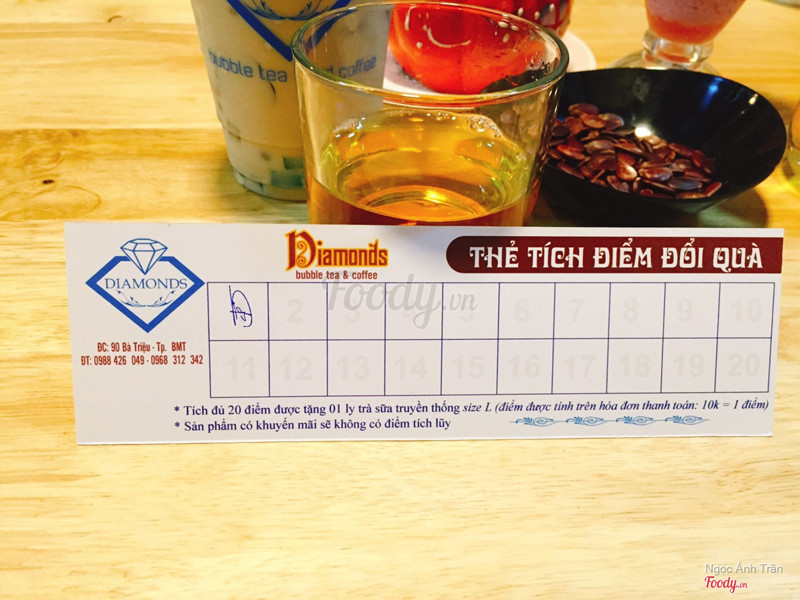 bubble tea and coffee
DIAMONDS
Diamonds
bubble tea & coffee
THẺ TÍCH ĐIỂM ĐỔI QUÀ
ĐC: 90 Bà Triệu - Tp. BMT
ĐT: 0988 426 049 - 0968 312 342
2 3 4 5 6 7 8 9 10
11 12 13 14 15 16 17 18 19 20
* Tích đủ 20 điểm được tặng 01 ly trà sữa truyền thống size L (điểm được tính trên hóa đơn thanh toán: 10k = 1 điểm)
* Sản phẩm có khuyến mãi sẽ không có điểm tích lũy
Foody.vn
Ngọc Ánh Trần
Foody.vn